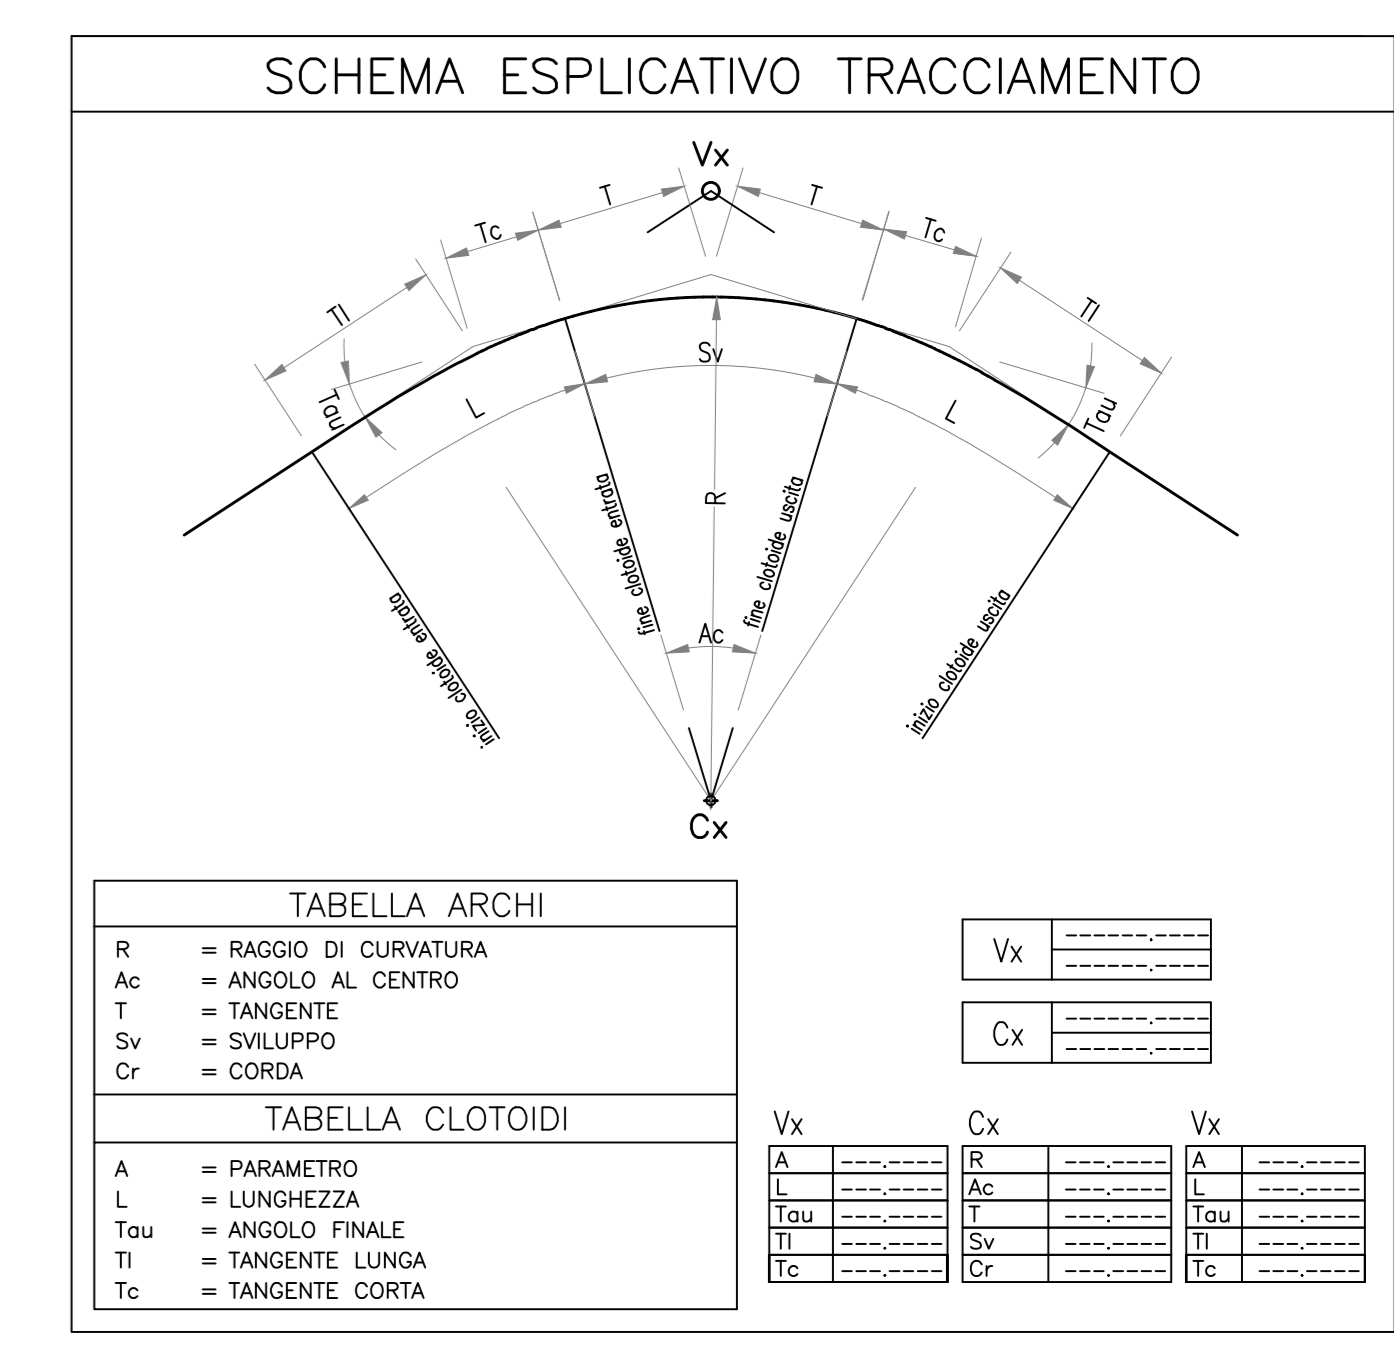 SCHEMA ESPLICATIVO TRACCIAMENTO
Vx
T
T
Tc
Tc
Tl
Tl
Sv
Tau
L
L
Tau
R
fine clotoide entrata
fine clotoide uscita
inizio clotoide entrata
inizio clotoide uscita
Ac
Cx
TABELLA ARCHI
R = RAGGIO DI CURVATURA
Ac = ANGOLO AL CENTRO
T = TANGENTE
Sv = SVILUPPO
Cr = CORDA
TABELLA CLOTOIDI
A = PARAMETRO
L = LUNGHEZZA
Tau = ANGOLO FINALE
Tl = TANGENTE LUNGA
Tc = TANGENTE CORTA
Vx
------.----
------.----
Cx
------.----
------.----
Vx
A ---.----
L ---.----
Tau ---.----
Tl ---.----
Tc ---.----
Cx
R ---.----
Ac ---.----
T ---.----
Sv ---.----
Cr ---.----
Vx
A ---.----
L ---.----
Tau ---.----
Tl ---.----
Tc ---.----